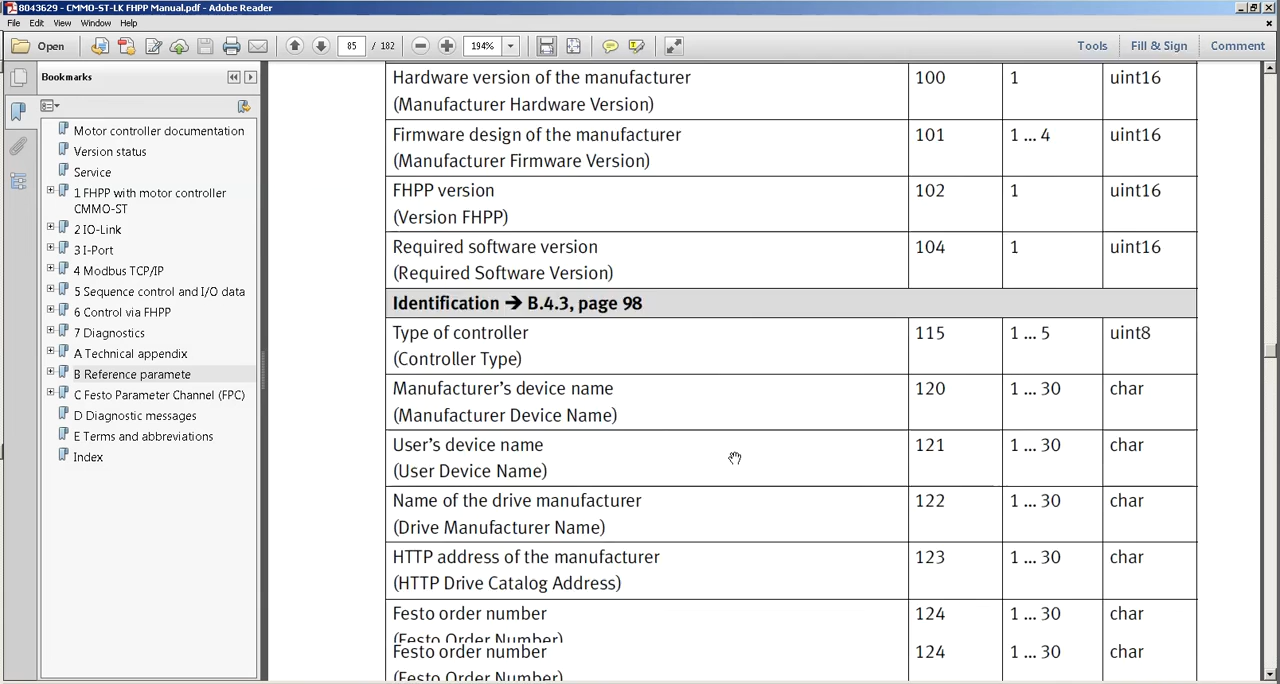 8043629 - CMMO-ST-LK FHPP Manual.pdf - Adobe Reader
File Edit View Window Help
Open 85 / 182 194% Tools Fill & Sign Comment
Bookmarks
Motor controller documentation
Version status
Service
1 FHPP with motor controller
CMMO-ST
2 IO-Link
3 I-Port
4 Modbus TCP/IP
5 Sequence control and I/O data
6 Control via FHPP
7 Diagnostics
A Technical appendix
B Reference paramete
C Festo Parameter Channel (FPC)
D Diagnostic messages
E Terms and abbreviations
Index
Hardware version of the manufacturer 100 1 uint16
(Manufacturer Hardware Version)
Firmware design of the manufacturer 101 1 ... 4 uint16
(Manufacturer Firmware Version)
FHPP version 102 1 uint16
(Version FHPP)
Required software version 104 1 uint16
(Required Software Version)
Identification ➔ B.4.3, page 98
Type of controller 115 1 ... 5 uint8
(Controller Type)
Manufacturer’s device name 120 1 ... 30 char
(Manufacturer Device Name)
User’s device name 121 1 ... 30 char
(User Device Name)
Name of the drive manufacturer 122 1 ... 30 char
(Drive Manufacturer Name)
HTTP address of the manufacturer 123 1 ... 30 char
(HTTP Drive Catalog Address)
Festo order number 124 1 ... 30 char
(Festo Order Number)
Festo order number 124 1 ... 30 char
(Festo Order Number)